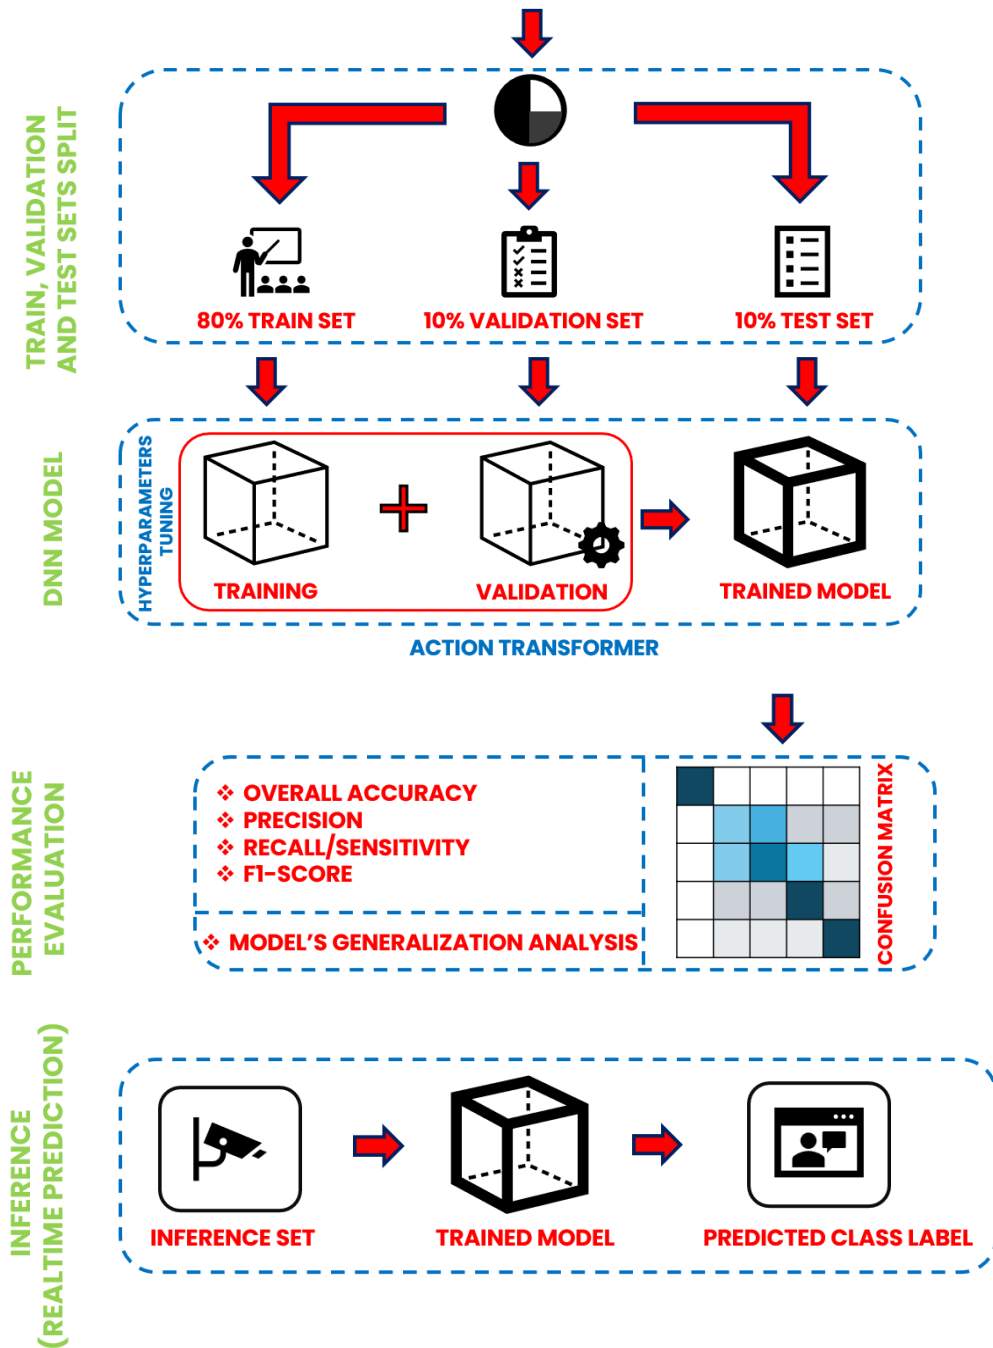 TRAIN, VALIDATION
AND TEST SETS SPLIT
80% TRAIN SET
10% VALIDATION SET
10% TEST SET
DNN MODEL
HYPERPARAMETERS
TUNING
TRAINING
VALIDATION
TRAINED MODEL
ACTION TRANSFORMER
PERFORMANCE
EVALUATION
❖ OVERALL ACCURACY
❖ PRECISION
❖ RECALL/SENSITIVITY
❖ F1-SCORE
❖ MODEL'S GENERALIZATION ANALYSIS
CONFUSION MATRIX
INFERENCE
(REALTIME PREDICTION)
INFERENCE SET
TRAINED MODEL
PREDICTED CLASS LABEL